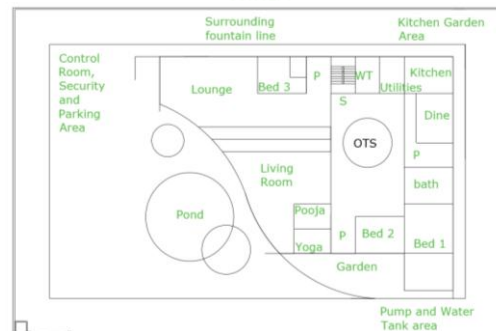 Surrounding
fountain line
Kitchen Garden
Area
Control
Room,
Security
and
Parking
Area
Lounge
Bed 3
P
WT
Utilities
Kitchen
S
Dine
OTS
P
Living
Room
bath
Pond
Pooja
Yoga
P
Bed 2
Bed 1
Garden
Pump and Water
Tank area